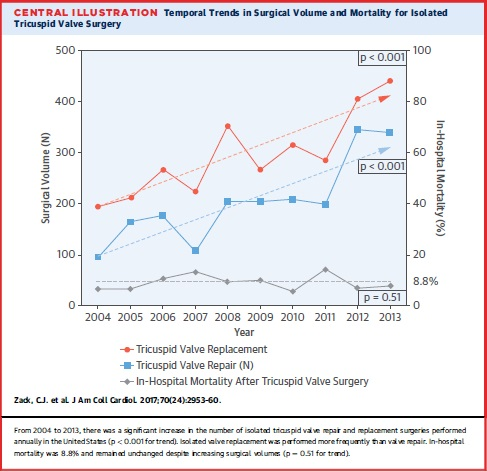 CENTRAL ILLUSTRATION Temporal Trends in Surgical Volume and Mortality for Isolated
Tricuspid Valve Surgery
500
400
300
200
100
0
Surgical Volume (N)
100
80
60
40
20
8.8%
0
In-Hospital Mortality (%)
p < 0.001
p < 0.001
p = 0.51
2004 2005 2006 2007 2008 2009 2010 2011 2012 2013
Year
Tricuspid Valve Replacement
Tricuspid Valve Repair (N)
In-Hospital Mortality After Tricuspid Valve Surgery
Zack, C.J. et al. J Am Coll Cardiol. 2017;70(24):2953-60.
From 2004 to 2013, there was a significant increase in the number of isolated tricuspid valve repair and replacement surgeries performed
annually in the United States (p < 0.001 for trend). Isolated valve replacement was performed more frequently than valve repair. In-hospital
mortality was 8.8% and remained unchanged despite increasing surgical volumes (p = 0.51 for trend).